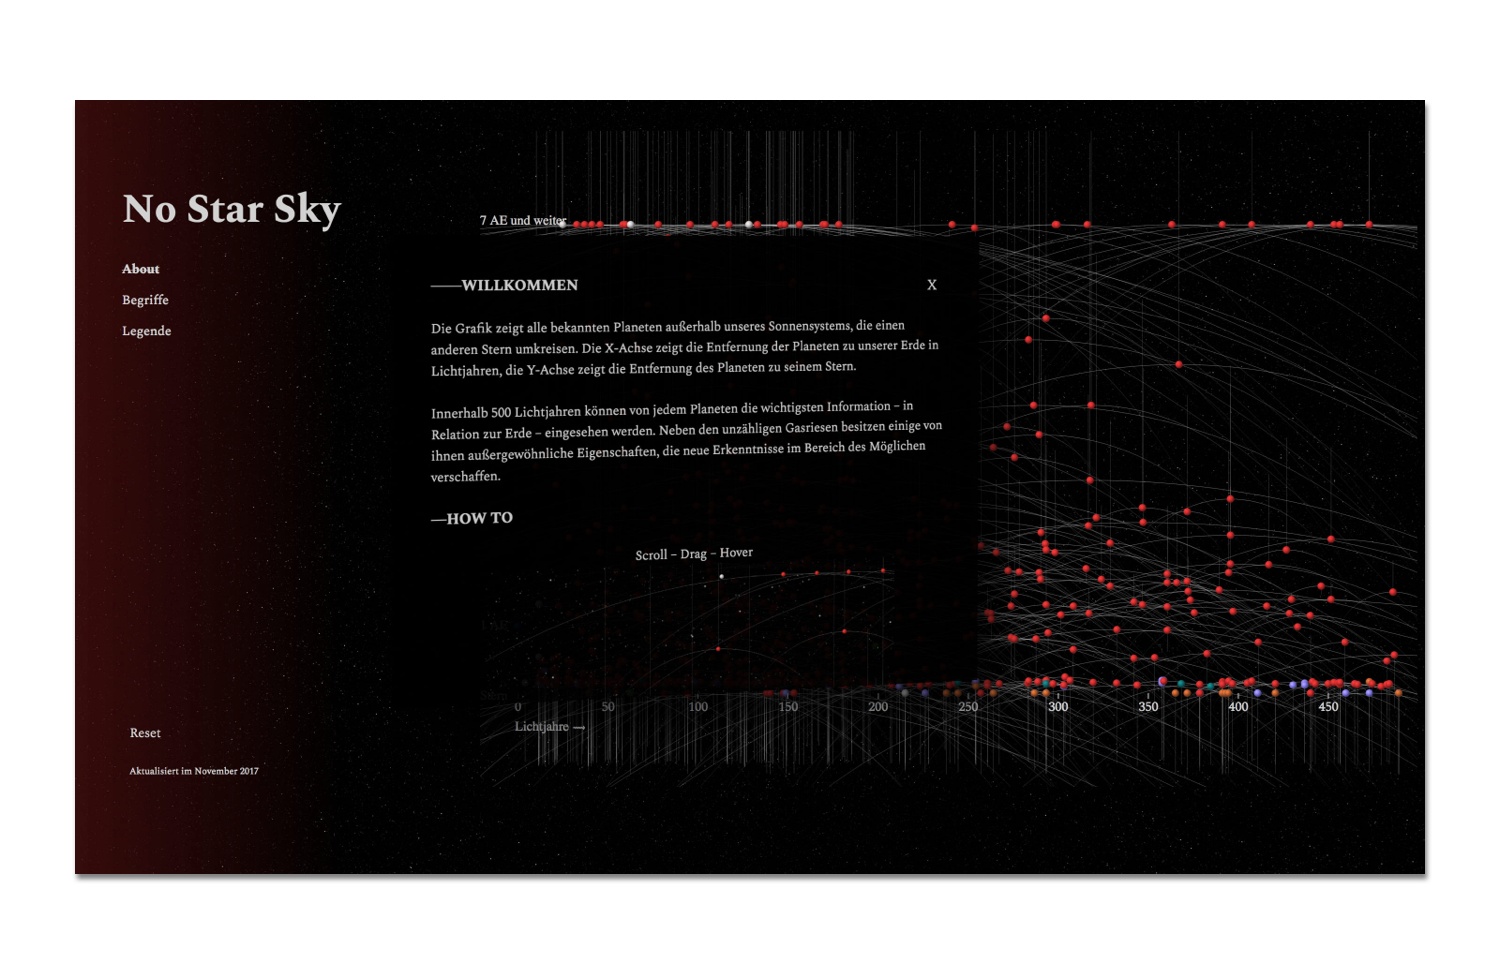 No Star Sky
About
Begriffe
Legende
Reset
Aktualisiert im November 2017
7 AE und weiter
—WILLKOMMEN
X
Die Grafik zeigt alle bekannten Planeten außerhalb unseres Sonnensystems, die einen
anderen Stern umkreisen. Die X-Achse zeigt die Entfernung der Planeten zu unserer Erde in
Lichtjahren, die Y-Achse zeigt die Entfernung des Planeten zu seinem Stern.
Innerhalb 500 Lichtjahren können von jedem Planeten die wichtigsten Information – in
Relation zur Erde – eingesehen werden. Neben den unzähligen Gasriesen besitzen einige von
ihnen außergewöhnliche Eigenschaften, die neue Erkenntnisse im Bereich des Möglichen
verschaffen.
—HOW TO
Scroll – Drag – Hover
AE
0 50 100 150 200 250 300 350 400 450
Lichtjahre →